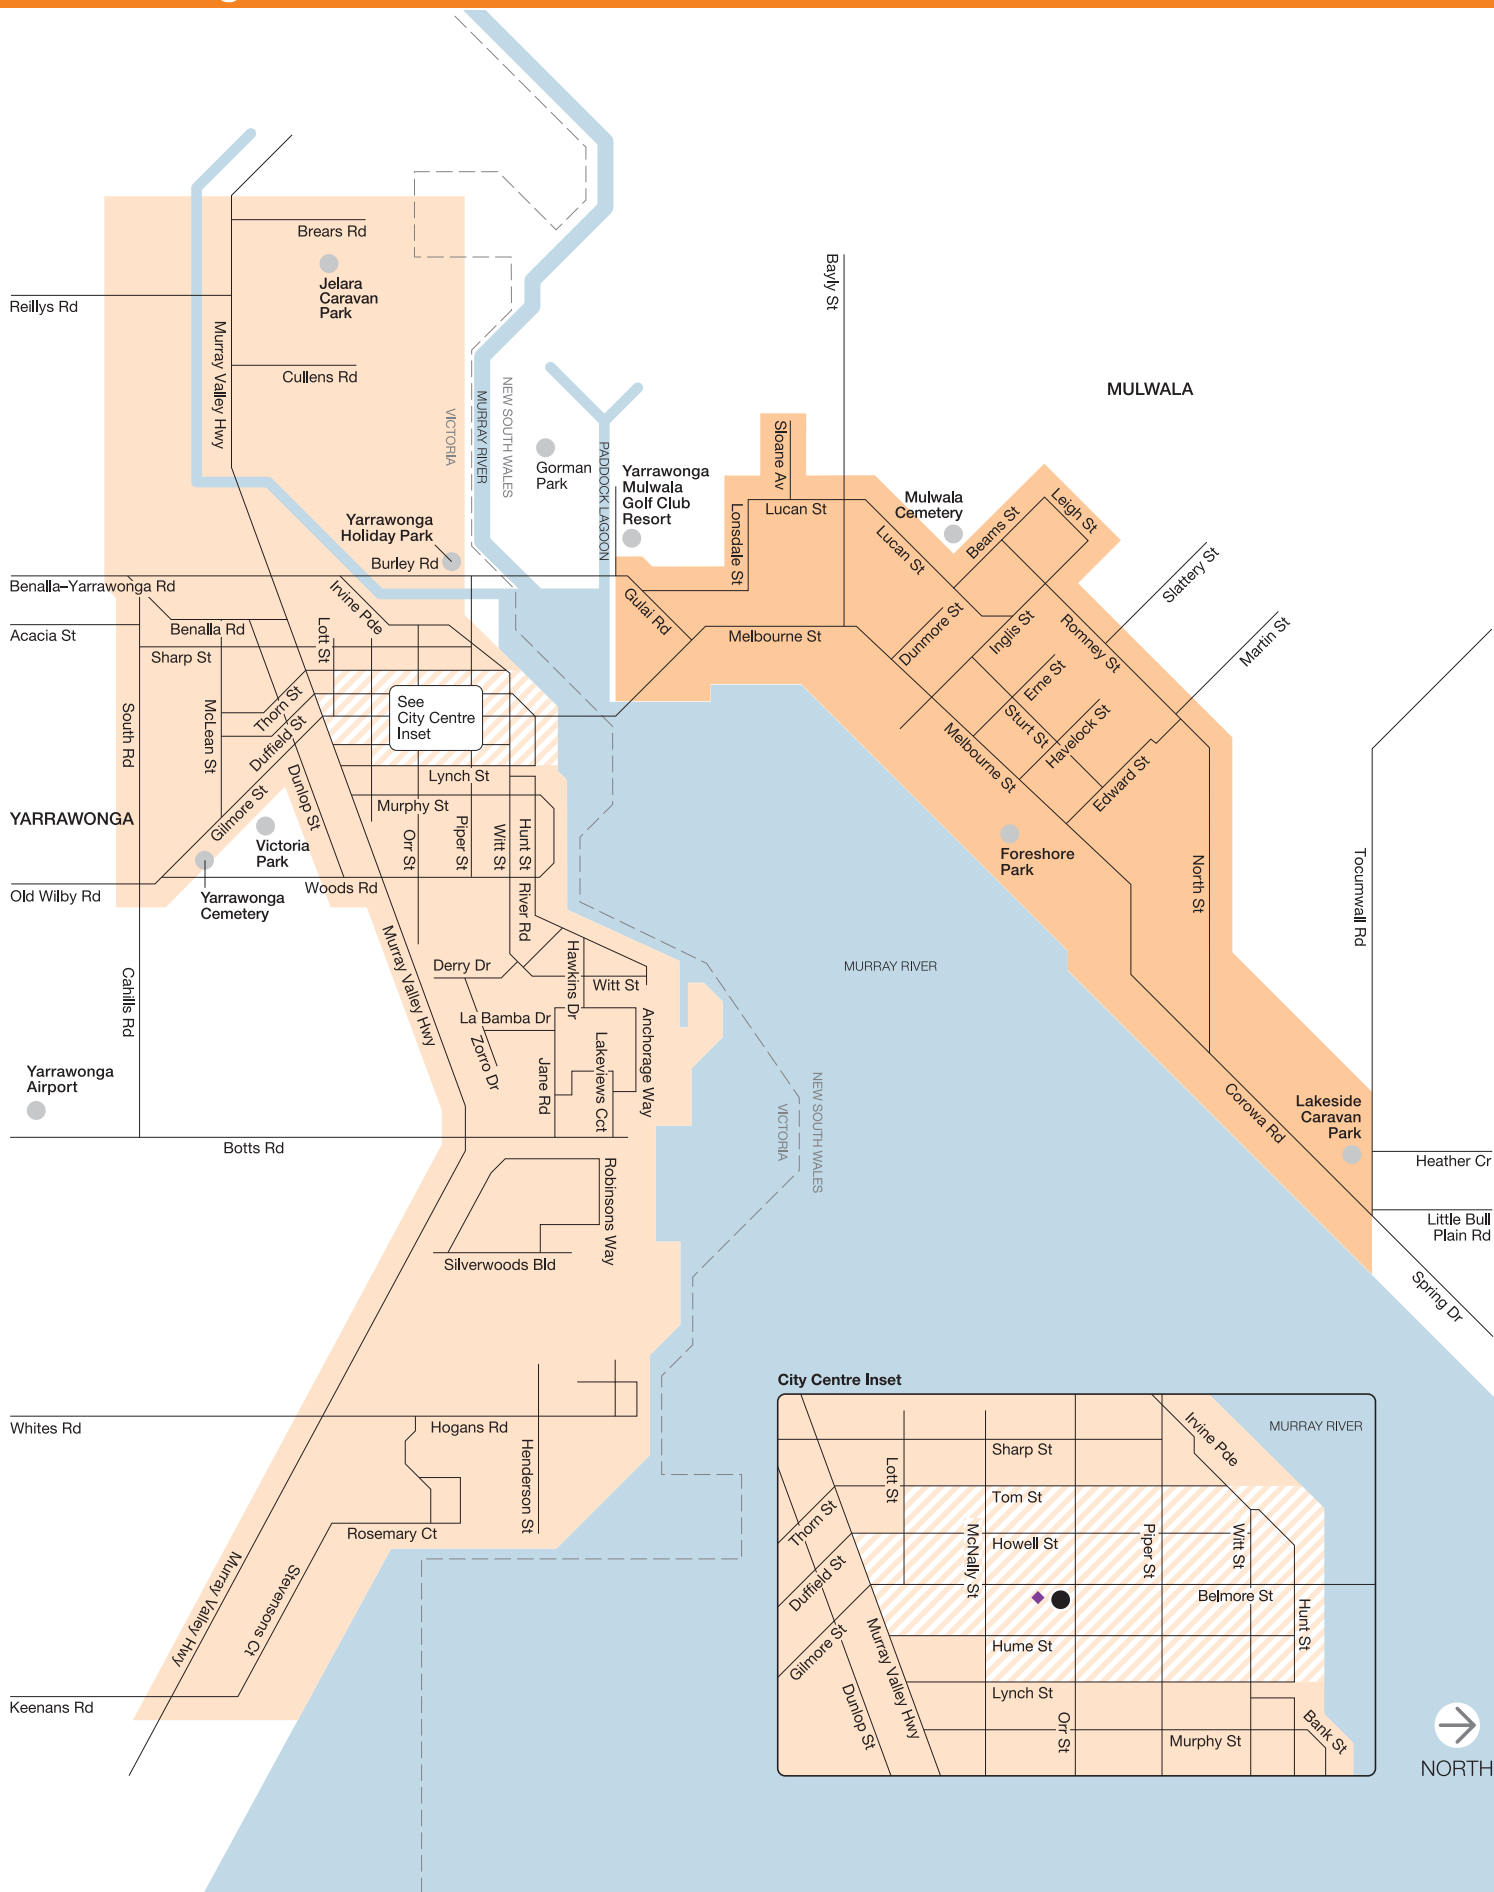 Brears Rd
Jelara
Caravan
Park
Reillys Rd
Murray Valley Hwy
Cullens Rd
VICTORIA
MURRAY RIVER
NEW SOUTH WALES
Gorman
Park
PADDOCK LAGOON
Yarrawonga
Mulwala
Golf Club
Resort
Yarrawonga
Holiday Park
Burley Rd
Benalla–Yarrawonga Rd
Acacia St
Benalla Rd
Irvine Pde
Lott St
Sharp St
South Rd
McLean St
Thorn St
Duffield St
Gilmore St
Dunlop St
See
City Centre
Inset
Lynch St
Murphy St
Orr St
Piper St
Witt St
Hunt St
YARRAWONGA
Victoria
Park
Yarrawonga
Cemetery
Old Wilby Rd
Woods Rd
River Rd
Murray Valley Hwy
Derry Dr
Hawkins Dr
Witt St
La Bamba Dr
Zorro Dr
Jane Rd
Lakeviews Cct
Anchorage Way
Cahills Rd
Yarrawonga
Airport
Botts Rd
Robinsons Way
Silverwoods Bld
Whites Rd
Hogans Rd
Henderson St
Rosemary Ct
Stevensons Ct
Murray Valley Hwy
Keenans Rd
Bayly St
MULWALA
Sloane Av
Lucan St
Lonsdale St
Lucan St
Mulwala
Cemetery
Beams St
Leigh St
Gulai Rd
Melbourne St
Dunmore St
Inglis St
Romney St
Slattery St
Martin St
Erne St
Sturt St
Havelock St
Edward St
Melbourne St
Foreshore
Park
North St
Tocumwall Rd
MURRAY RIVER
NEW SOUTH WALES
VICTORIA
Corowa Rd
Lakeside
Caravan
Park
Heather Cr
Little Bull
Plain Rd
Spring Dr
City Centre Inset
MURRAY RIVER
Irvine Pde
Sharp St
Lott St
Tom St
Thorn St
McNally St
Howell St
Piper St
Witt St
Duffield St
Belmore St
Hunt St
Gilmore St
Murray Valley Hwy
Hume St
Dunlop St
Lynch St
Orr St
Murphy St
Bank St
NORTH